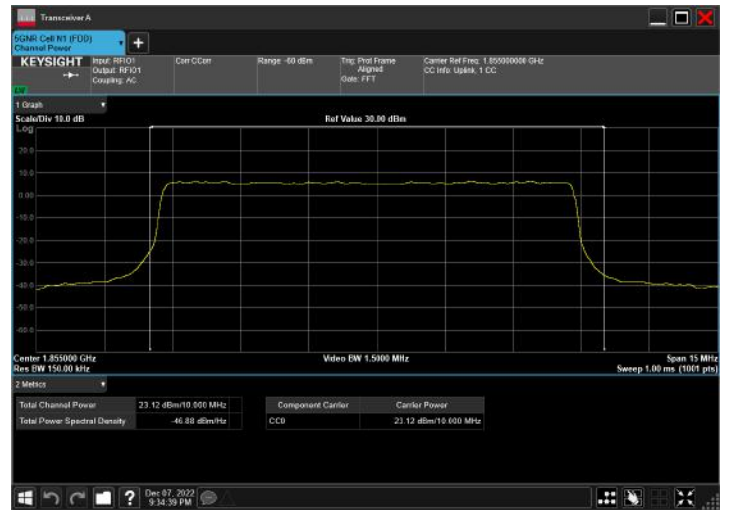 Transceiver A
5GNR Cell N1 (FDD)
Channel Power
KEYSIGHT
Input: RFIO1
Output: RFIO1
Coupling: AC
Corr CCorr
Range -60 dBm
Trig: Prot Frame
Aligned
Gate: FFT
Carrier Ref Freq: 1.855000000 GHz
CC Info: Uplink, 1 CC
1 Graph
Scale/Div 10.0 dB
Ref Value 30.00 dBm
Log
20.0
10.0
0.00
-10.0
-20.0
-30.0
-40.0
-50.0
-60.0
Center 1.855000 GHz
Video BW 1.5000 MHz
Span 15 MHz
Res BW 150.00 kHz
Sweep 1.00 ms (1001 pts)
2 Metrics
Total Channel Power 23.12 dBm/10.000 MHz
Total Power Spectral Density -46.88 dBm/Hz
Component Carrier Carrier Power
CC0 23.12 dBm/10.000 MHz
Dec 07, 2022
9:34:39 PM